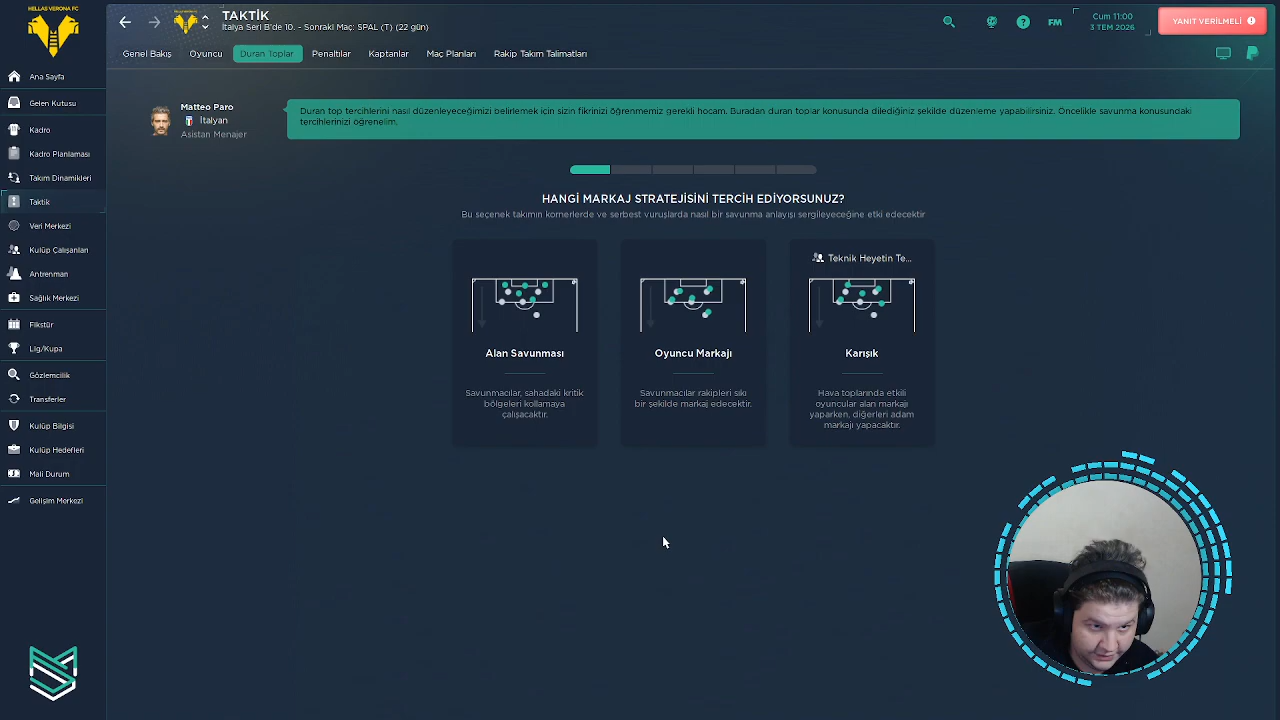 HELLAS VERONA FC
TAKTİK
İtalya Seri B'de 10. - Sonraki Maç: SPAL (T) (22 gün)
FM
Cum 11:00
3 TEM 2026
YANIT VERİLMELİ
Genel Bakış
Oyuncu
Duran Toplar
Penaltılar
Kaptanlar
Maç Planları
Rakip Takım Talimatları
Ana Sayfa
Gelen Kutusu
Kadro
Kadro Planlaması
Takım Dinamikleri
Taktik
Veri Merkezi
Kulüp Çalışanları
Antrenman
Sağlık Merkezi
Fikstür
Lig/Kupa
Gözlemcilik
Transferler
Kulüp Bilgisi
Kulüp Hedefleri
Mali Durum
Gelişim Merkezi
Matteo Paro
İtalyan
Asistan Menajer
Duran top tercihlerini nasıl düzenleyeceğimizi belirlemek için sizin fikrinizi öğrenmemiz gerekli hocam. Buradan duran toplar konusunda dilediğiniz şekilde düzenleme yapabilirsiniz. Öncelikle savunma konusundaki
tercihlerinizi öğrenelim.
HANGİ MARKAJ STRATEJİSİNİ TERCİH EDİYORSUNUZ?
Bu seçenek takımın kornerlerde ve serbest vuruşlarda nasıl bir savunma anlayışı sergileyeceğine etki edecektir
Alan Savunması
Savunmacılar, sahadaki kritik
bölgeleri kollamaya
çalışacaktır.
Oyuncu Markajı
Savunmacılar rakipleri sıkı
bir şekilde markaj edecektir.
Teknik Heyetin Te...
Karışık
Hava toplarında etkili
oyuncular alan markajı
yaparken, diğerleri adam
markajı yapacaktır.